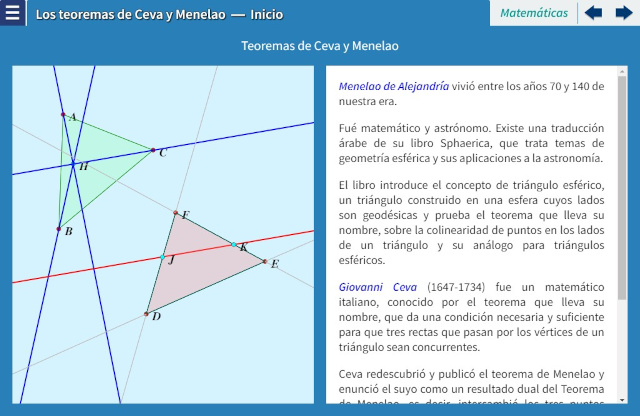 Los teoremas de Ceva y Menelao — Inicio
Matemáticas
Teoremas de Ceva y Menelao
A
C
H
B
F
K
J
E
D
Menelao de Alejandría vivió entre los años 70 y 140 de
nuestra era.
Fué matemático y astrónomo. Existe una traducción
árabe de su libro Sphaerica, que trata temas de
geometría esférica y sus aplicaciones a la astronomía.
El libro introduce el concepto de triángulo esférico,
un triángulo construido en una esfera cuyos lados
son geodésicas y prueba el teorema que lleva su
nombre, sobre la colinearidad de puntos en los lados
de un triángulo y su análogo para triángulos
esféricos.
Giovanni Ceva (1647-1734) fue un matemático
italiano, conocido por el teorema que lleva su
nombre, que da una condición necesaria y suficiente
para que tres rectas que pasan por los vértices de un
triángulo sean concurrentes.
Ceva redescubrió y publicó el teorema de Menelao y
enunció el suyo como un resultado dual del Teorema
de Menelao, es decir, intercambió los tres puntos